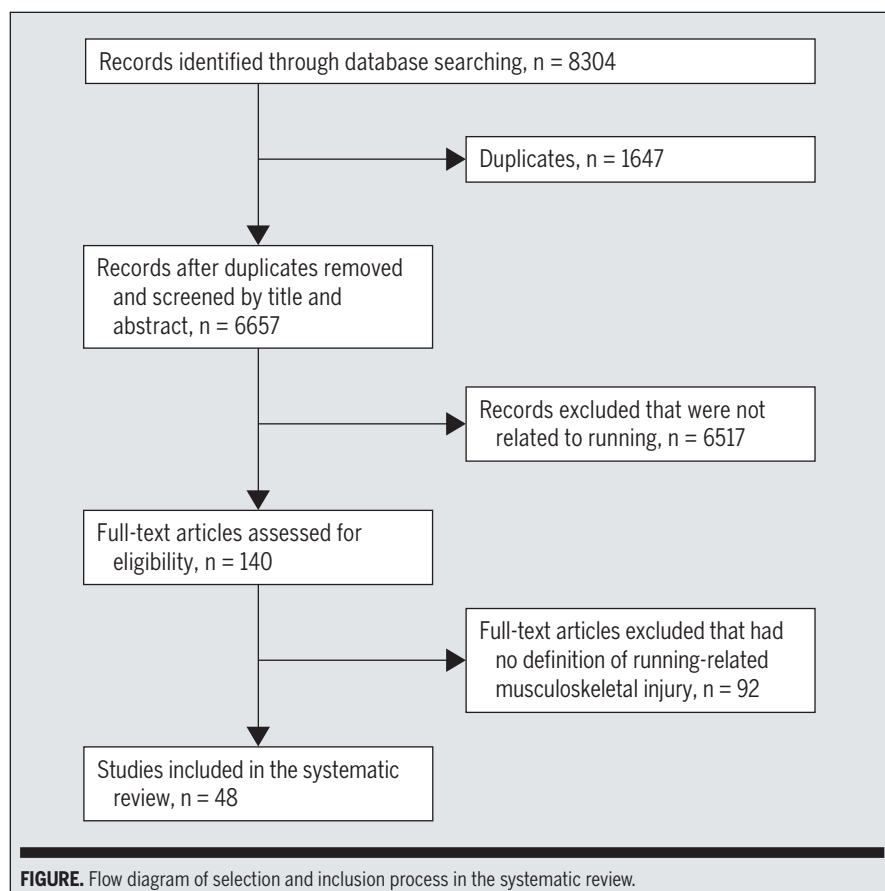 Records identified through database searching, n = 8304
Duplicates, n = 1647
Records after duplicates removed
and screened by title and
abstract, n = 6657
Records excluded that were not
related to running, n = 6517
Full-text articles assessed for
eligibility, n = 140
Full-text articles excluded that had
no definition of running-related
musculoskeletal injury, n = 92
Studies included in the systematic
review, n = 48
FIGURE. Flow diagram of selection and inclusion process in the systematic review.